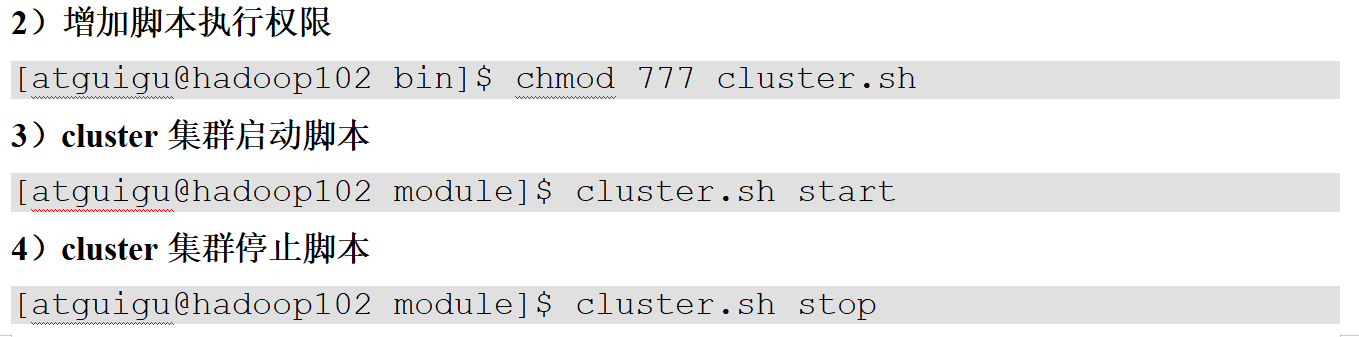 2）增加脚本执行权限
[atguigu@hadoop102 bin]$ chmod 777 cluster.sh
3）cluster 集群启动脚本
[atguigu@hadoop102 module]$ cluster.sh start
4）cluster 集群停止脚本
[atguigu@hadoop102 module]$ cluster.sh stop